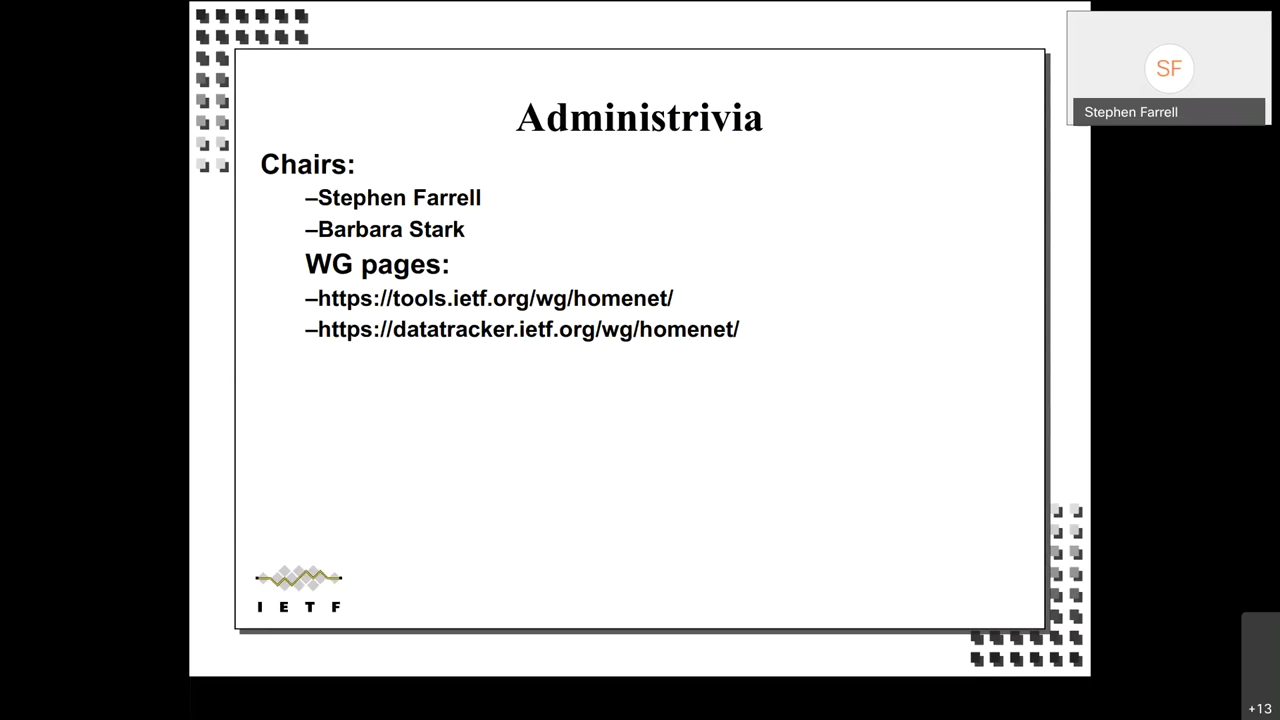 Administrivia
Chairs:
–Stephen Farrell
–Barbara Stark
WG pages:
–https://tools.ietf.org/wg/homenet/
–https://datatracker.ietf.org/wg/homenet/
I E T F
SF
Stephen Farrell
+13